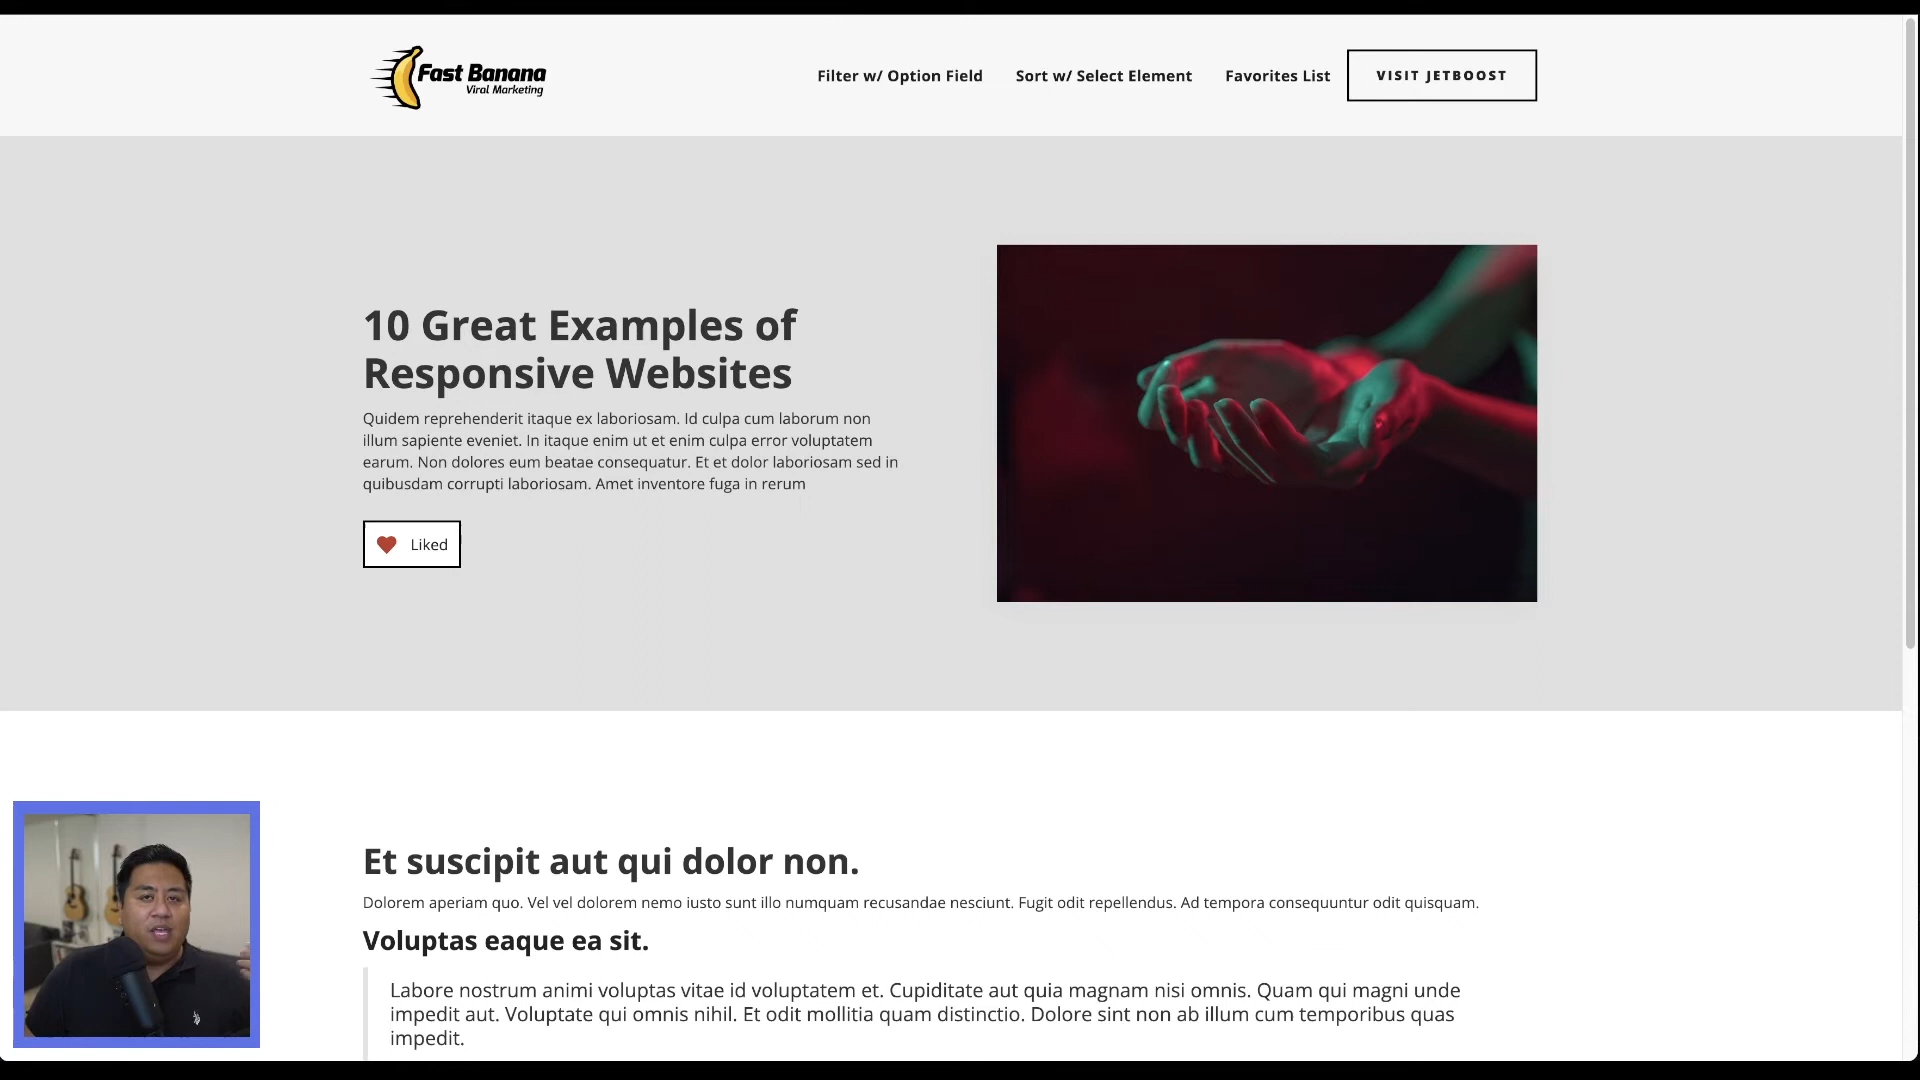 Fast Banana
Viral Marketing
Filter w/ Option Field
Sort w/ Select Element
Favorites List
VISIT JETBOOST
10 Great Examples of
Responsive Websites
Quidem reprehenderit itaque ex laboriosam. Id culpa cum laborum non
illum sapiente eveniet. In itaque enim ut et enim culpa error voluptatem
earum. Non dolores eum beatae consequatur. Et et dolor laboriosam sed in
quibusdam corrupti laboriosam. Amet inventore fuga in rerum
Liked
Et suscipit aut qui dolor non.
Dolorem aperiam quo. Vel vel dolorem nemo iusto sunt illo numquam recusandae nesciunt. Fugit odit repellendus. Ad tempora consequuntur odit quisquam.
Voluptas eaque ea sit.
Labore nostrum animi voluptas vitae id voluptatem et. Cupiditate aut quia magnam nisi omnis. Quam qui magni unde
impedit aut. Voluptate qui omnis nihil. Et odit mollitia quam distinctio. Dolore sint non ab illum cum temporibus quas
impedit.